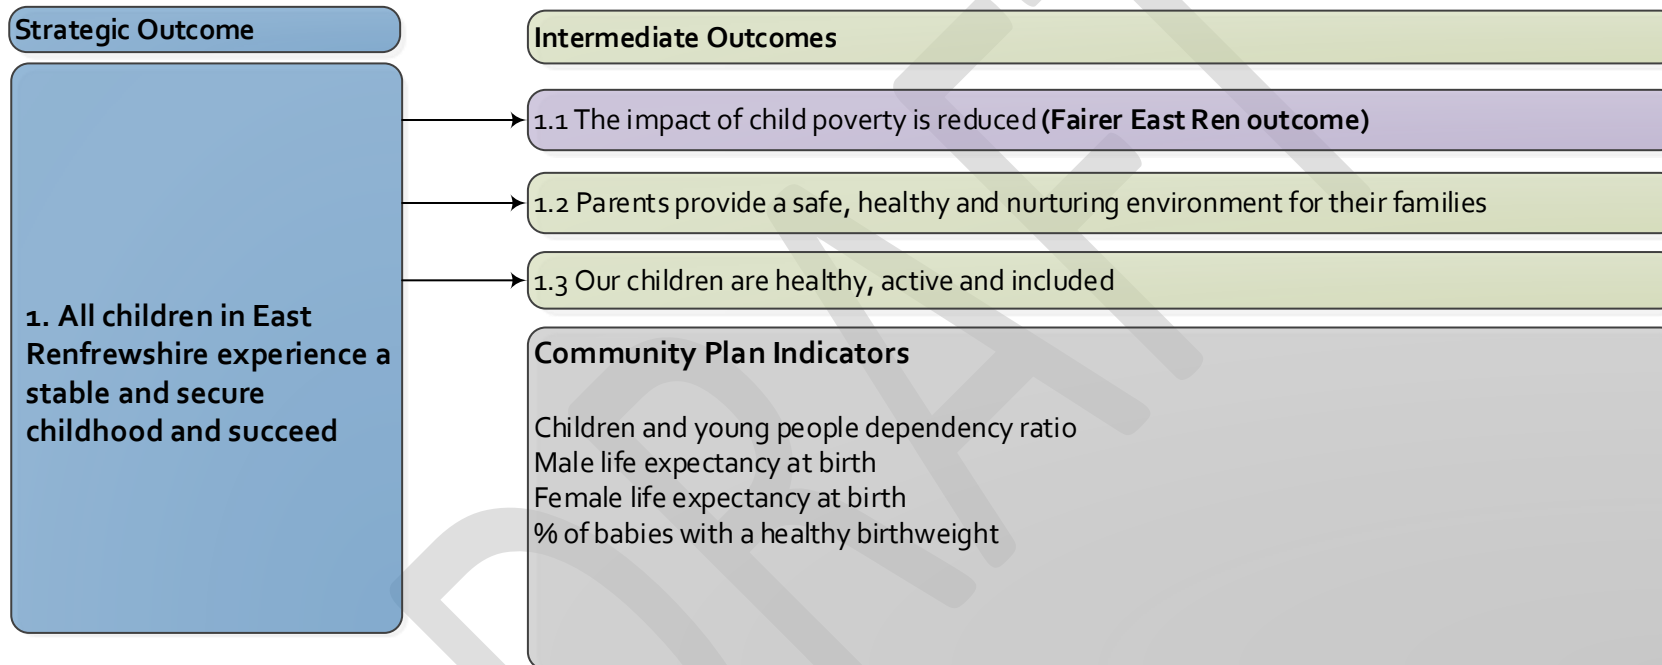 Strategic Outcome
1. All children in East
Renfrewshire experience a
stable and secure
childhood and succeed
Intermediate Outcomes
1.1 The impact of child poverty is reduced (Fairer East Ren outcome)
1.2 Parents provide a safe, healthy and nurturing environment for their families
1.3 Our children are healthy, active and included
Community Plan Indicators
Children and young people dependency ratio
Male life expectancy at birth
Female life expectancy at birth
% of babies with a healthy birthweight
DRAFT